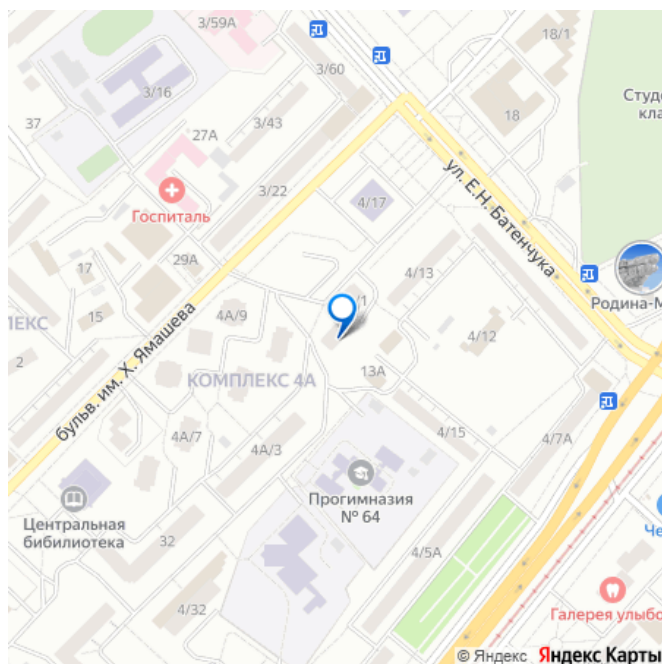 3/59А
18/1
3/60
3/16
3/43
18
Студе
кла
37
27А
ул. Е.Н. Батенчука
3/22
4/17
Госпиталь
29А
4/13
17
/1
Родина-М
ЛЕКС
15
4А/9
4/12
2
бульв. им. Х. Ямашева
КОМПЛЕКС 4А
13А
4А/7
4А/3
4/15
4/7А
Прогимназия
№ 64
Центральная
библиотека
32
Че
4/5А
4/32
Галерея улыбо
© Яндекс Яндекс Карты